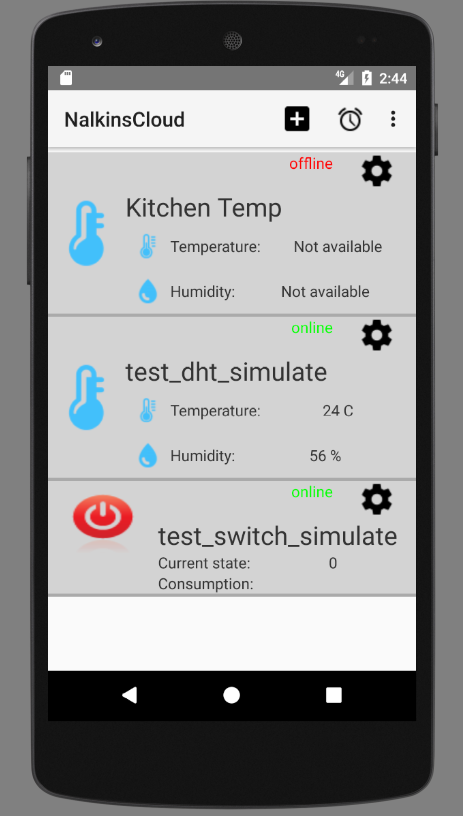 4G 2:44
NalkinsCloud
offline
Kitchen Temp
Temperature: Not available
Humidity: Not available
online
test_dht_simulate
Temperature: 24 C
Humidity: 56 %
online
test_switch_simulate
Current state: 0
Consumption: